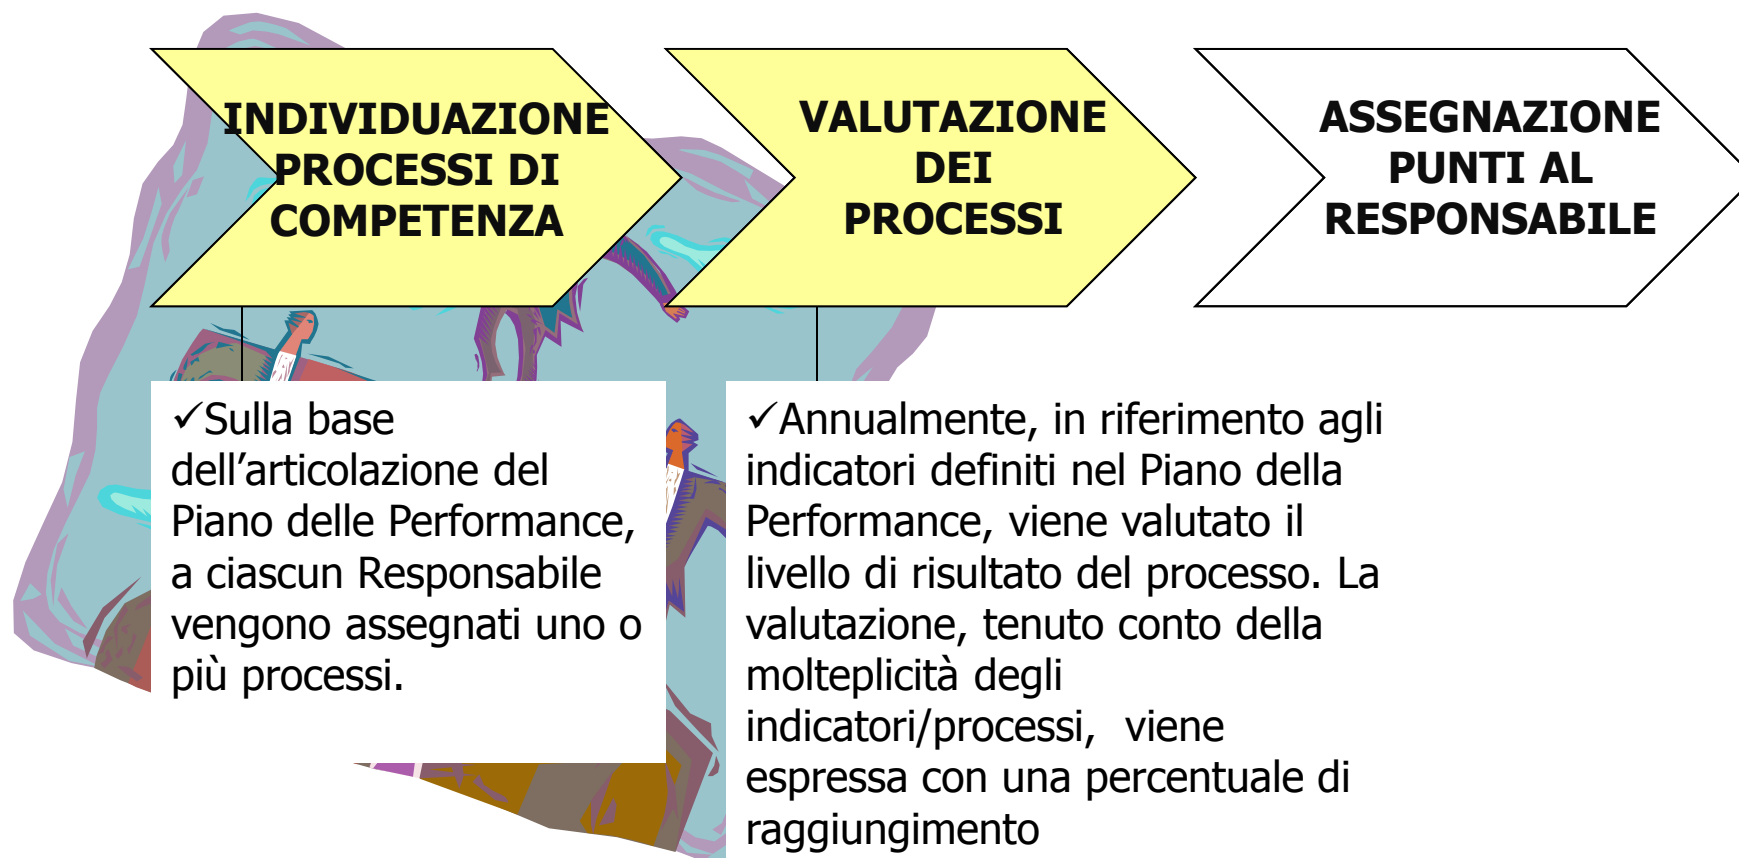 INDIVIDUAZIONE
PROCESSI DI
COMPETENZA
VALUTAZIONE
DEI
PROCESSI
ASSEGNAZIONE
PUNTI AL
RESPONSABILE
✓Sulla base
dell’articolazione del
Piano delle Performance,
a ciascun Responsabile
vengono assegnati uno o
più processi.
✓Annualmente, in riferimento agli
indicatori definiti nel Piano della
Performance, viene valutato il
livello di risultato del processo. La
valutazione, tenuto conto della
molteplicità degli
indicatori/processi, viene
espressa con una percentuale di
raggiungimento